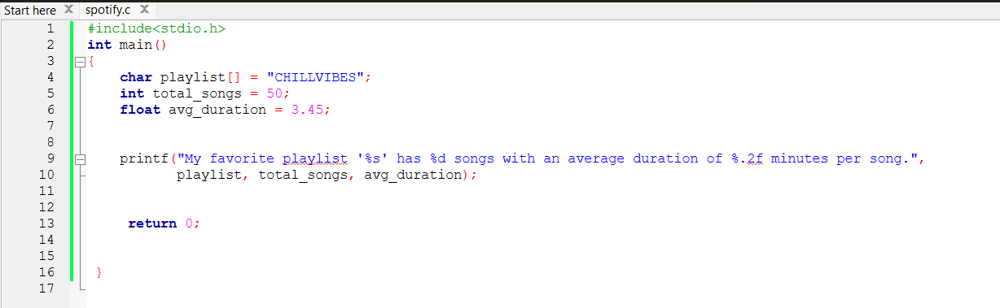 Start here X spotify.c X
1 #include<stdio.h>
2 int main()
3 {
4 char playlist[] = "CHILLVIBES";
5 int total_songs = 50;
6 float avg_duration = 3.45;
7
8
9 printf("My favorite playlist '%s' has %d songs with an average duration of %.2f minutes per song.",
10 playlist, total_songs, avg_duration);
11
12
13 return 0;
14
15
16 }
17